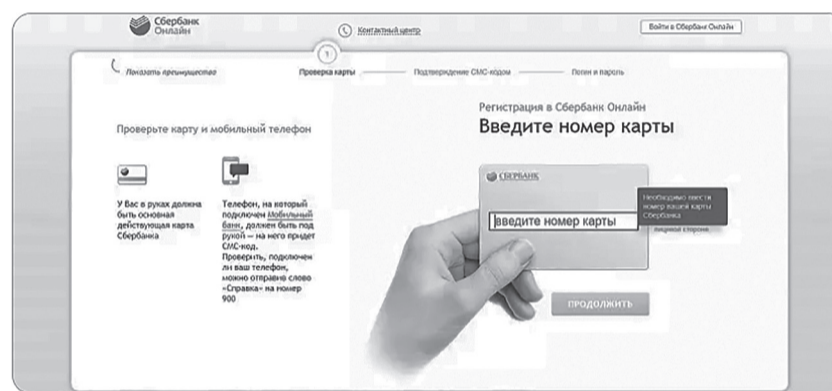 Сбербанк
Онлайн
Контактный центр
Войти в Сбербанк Онлайн
1
Показать преимущества
Проверка карты
Подтверждение СМС-кодом
Логин и пароль
Проверьте карту и мобильный телефон
У Вас в руках должна
быть основная
действующая карта
Сбербанка
Телефон, на который
подключен Мобильный
банк, должен быть под
рукой — на него придет
СМС-код.
Проверить, подключен
ли ваш телефон,
можно отправив слово
«Справка» на номер
900
Регистрация в Сбербанк Онлайн
Введите номер карты
СБЕРБАНК
введите номер карты
Необходимо ввести
номер вашей карты
Сбербанка
лицевой стороне
ПРОДОЛЖИТЬ